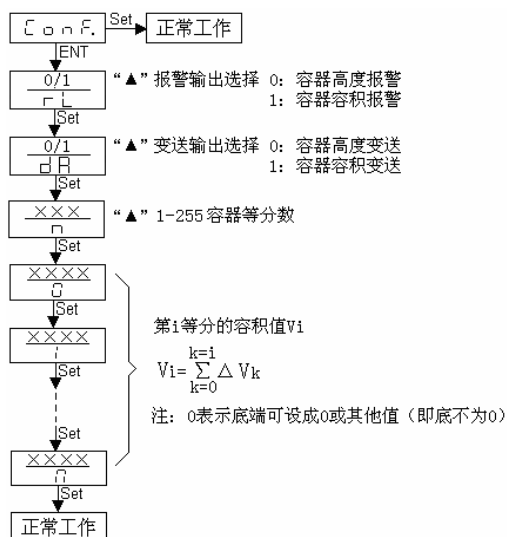 Conf. Set 正常工作
ENT
0/1 “▲”报警输出选择 0：容器高度报警
rL 1：容器容积报警
Set
0/1 “▲”变送输出选择 0：容器高度变送
dA 1：容器容积变送
Set
××× “▲”1-255容器等分数
n
Set
××××
0
Set
第i等分的容积值Vi
××××
1
k=i
Set
Vi=∑△Vk
k=0
注：0表示底端可设成0或其他值（即底不为0）
Set
××××
n
Set
正常工作